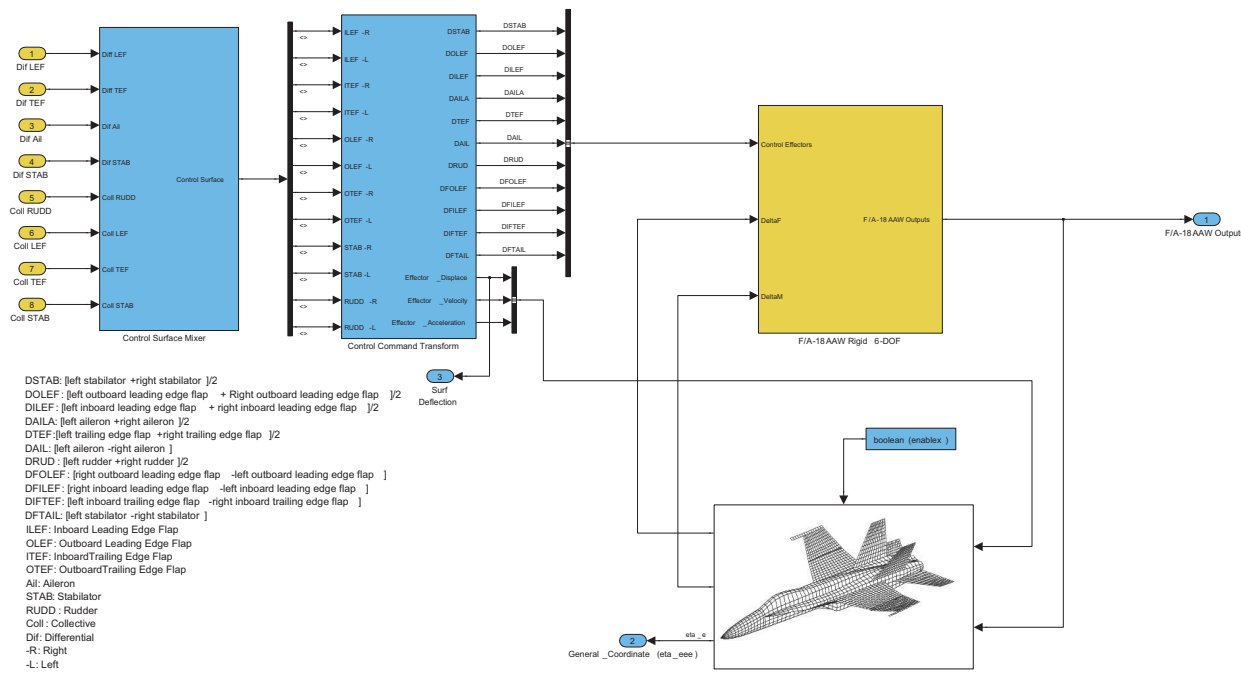 1
Dif LEF
2
Dif TEF
3
Dif Ail
4
Dif STAB
5
Coll RUDD
6
Coll LEF
7
Coll TEF
8
Coll STAB
Diff LEF
Diff TEF
Dif Ail
Dif STAB
Coll RUDD
Coll LEF
Coll TEF
Coll STAB
Control Surface
Control Surface Mixer
<>
<>
<>
<>
<>
<>
<>
<>
<>
<>
<>
<>
ILEF -R
ILEF -L
ITEF -R
ITEF -L
OLEF -R
OLEF -L
OTEF -R
OTEF -L
STAB -R
STAB -L
RUDD -R
RUDD -L
DSTAB
DOLEF
DILEF
DAILA
DTEF
DAIL
DRUD
DFOLEF
DFILEF
DIFTEF
DFTAIL
Effector _Displace
Effector _Velocity
Effector _Acceleration
Control Command Transform
DSTAB
DOLEF
DILEF
DAILA
DTEF
DAIL
DRUD
DFOLEF
DFILEF
DIFTEF
DFTAIL
3
Surf
Deflection
Control Effectors
DeltaF
DeltaM
F/A-18 AAW Outputs
F/A-18 AAW Rigid 6-DOF
1
F/A-18 AAW Output
boolean (enablex )
eta _e
2
General _Coordinate (eta _eee )
DSTAB: [left stabilator +right stabilator ]/2
DOLEF : [left outboard leading edge flap + Right outboard leading edge flap ]/2
DILEF : [left inboard leading edge flap + right inboard leading edge flap ]/2
DAILA: [left aileron +right aileron ]/2
DTEF:[left trailing edge flap +right trailing edge flap ]/2
DAIL: [left aileron -right aileron ]
DRUD : [left rudder +right rudder ]/2
DFOLEF : [right outboard leading edge flap -left outboard leading edge flap ]
DFILEF : [right inboard leading edge flap -left inboard leading edge flap ]
DIFTEF : [left inboard trailing edge flap -right inboard trailing edge flap ]
DFTAIL: [left stabilator -right stabilator ]
ILEF: Inboard Leading Edge Flap
OLEF: Outboard Leading Edge Flap
ITEF: InboardTrailing Edge Flap
OTEF: OutboardTrailing Edge Flap
Ail: Aileron
STAB: Stabilator
RUDD : Rudder
Coll : Collective
Dif: Differential
-R: Right
-L: Left